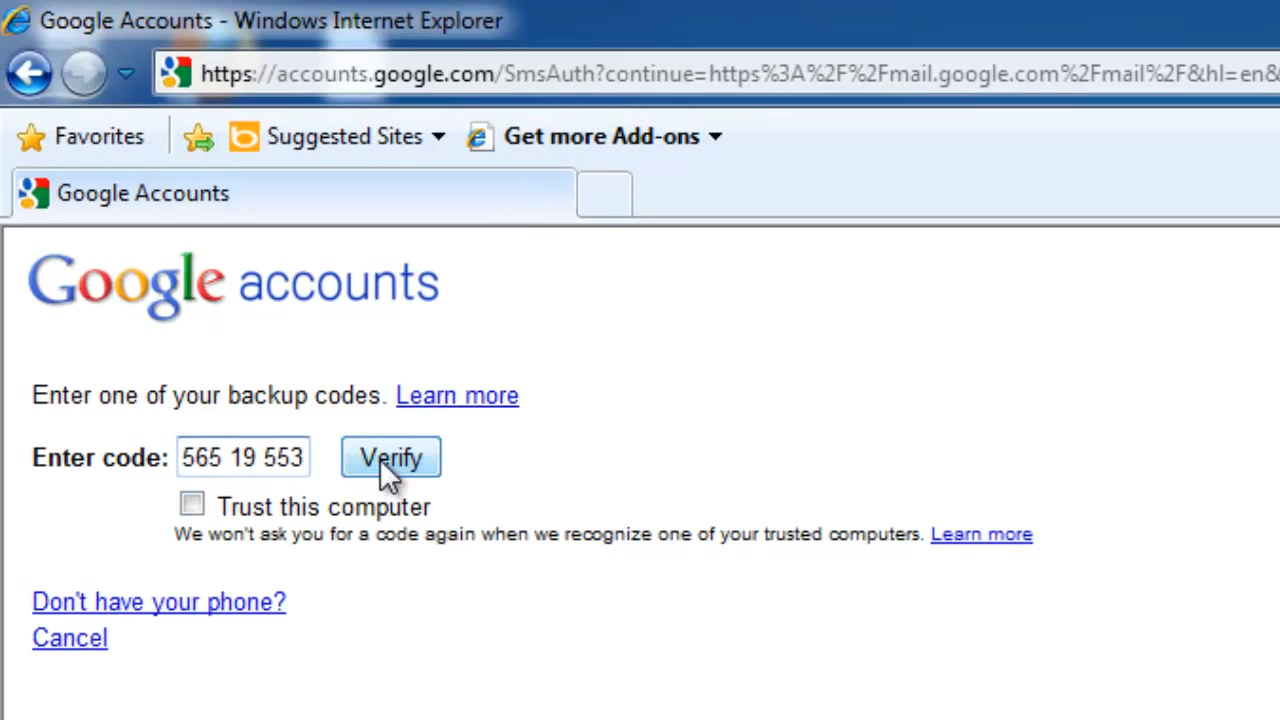 Google Accounts - Windows Internet Explorer
https://accounts.google.com/SmsAuth?continue=https%3A%2F%2Fmail.google.com%2Fmail%2F&hl=en&
Favorites Suggested Sites Get more Add-ons
Google Accounts
Google accounts
Enter one of your backup codes. Learn more
Enter code: 565 19 553 Verify
Trust this computer
We won't ask you for a code again when we recognize one of your trusted computers. Learn more
Don't have your phone?
Cancel